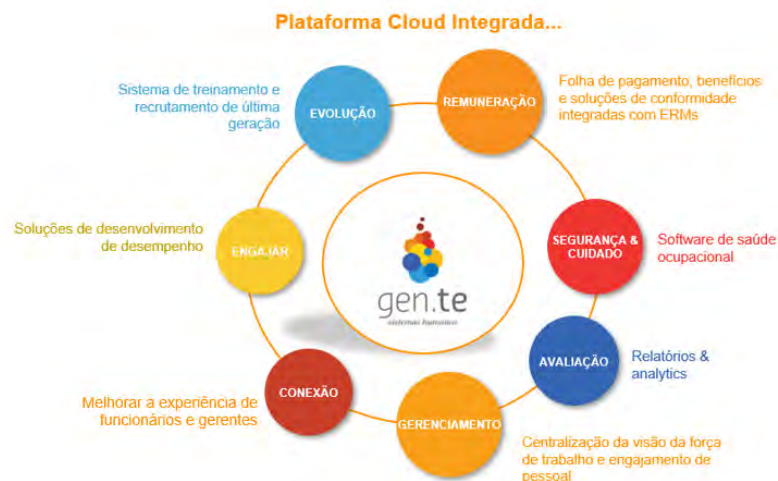 Plataforma Cloud Integrada...
Sistema de treinamento e
recrutamento de última
geração
EVOLUÇÃO
REMUNERAÇÃO
Folha de pagamento, benefícios
e soluções de conformidade
integradas com ERMs
Soluções de desenvolvimento
de desempenho
ENGAJAR
SEGURANÇA &
CUIDADO
Software de saúde
ocupacional
gen.te
sistemas humanos
AVALIAÇÃO
Relatórios &
analytics
CONEXÃO
Melhorar a experiência de
funcionários e gerentes
GERENCIAMENTO
Centralização da visão da força
de trabalho e engajamento de
pessoal